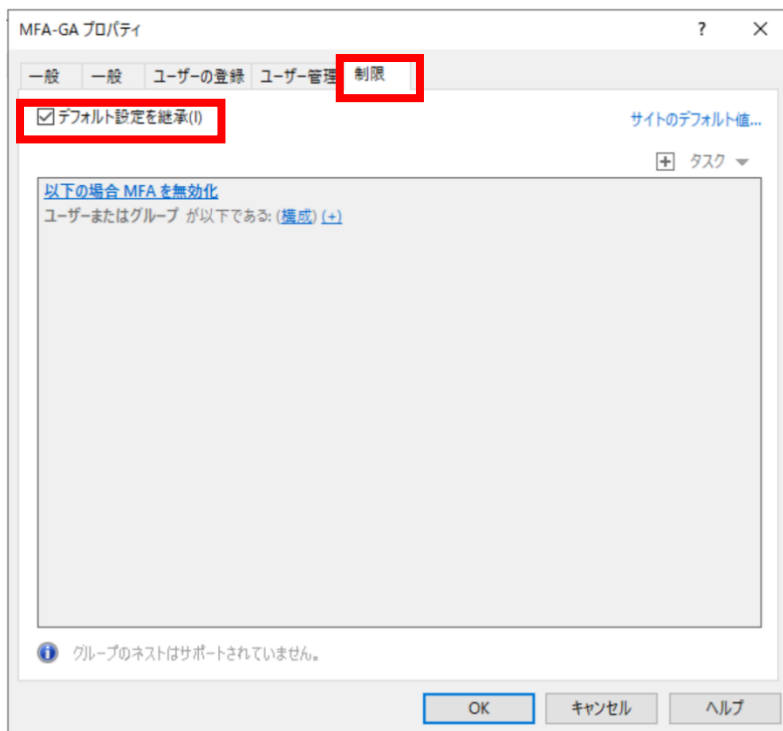 MFA-GA プロパティ ? ×
一般 一般 ユーザーの登録 ユーザー管理 制限
デフォルト設定を継承(I)
サイトのデフォルト値...
タスク
以下の場合 MFA を無効化
ユーザーまたはグループ が以下である: (構成) (+)
グループのネストはサポートされていません。
OK キャンセル ヘルプ